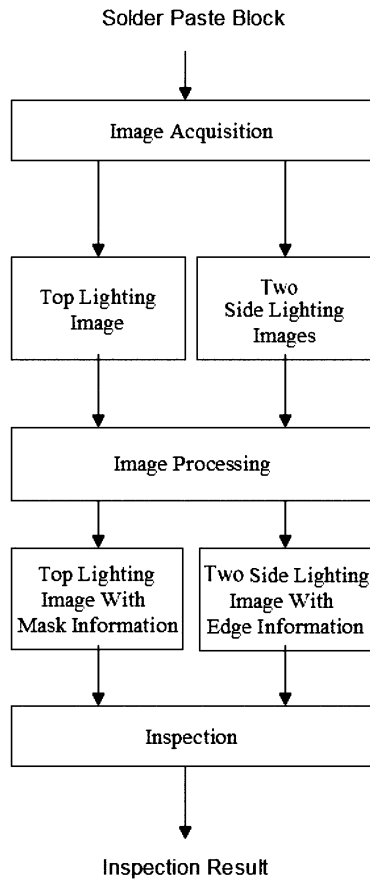 Solder Paste Block
Image Acquisition
Top Lighting
Image
Two
Side Lighting
Images
Image Processing
Top Lighting
Image With
Mask Information
Two Side Lighting
Image With
Edge Information
Inspection
Inspection Result